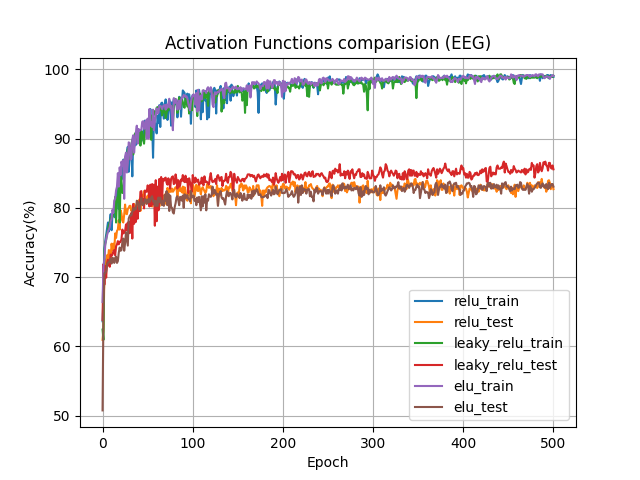 Activation Functions comparision (EEG)
Accuracy(%)
100
90
80
70
60
50
0
100
200
300
400
500
Epoch
relu_train
relu_test
leaky_relu_train
leaky_relu_test
elu_train
elu_test